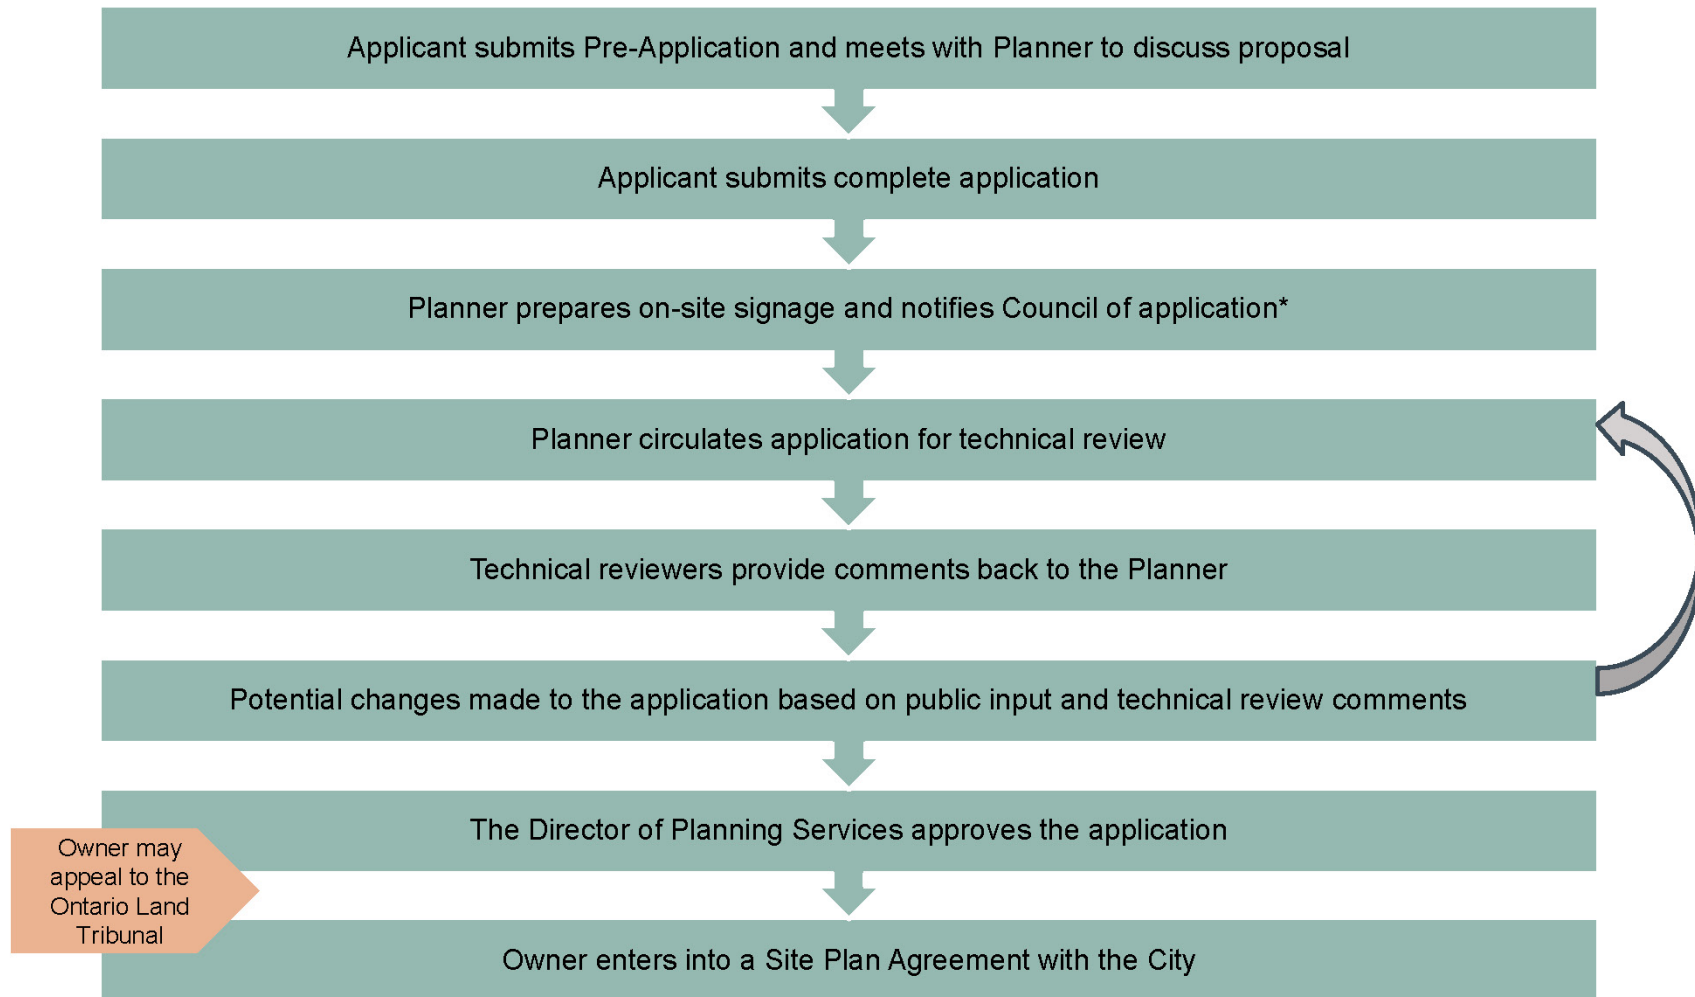 Applicant submits Pre-Application and meets with Planner to discuss proposal
Applicant submits complete application
Planner prepares on-site signage and notifies Council of application*
Planner circulates application for technical review
Technical reviewers provide comments back to the Planner
Potential changes made to the application based on public input and technical review comments
The Director of Planning Services approves the application
Owner may
appeal to the
Ontario Land
Tribunal
Owner enters into a Site Plan Agreement with the City